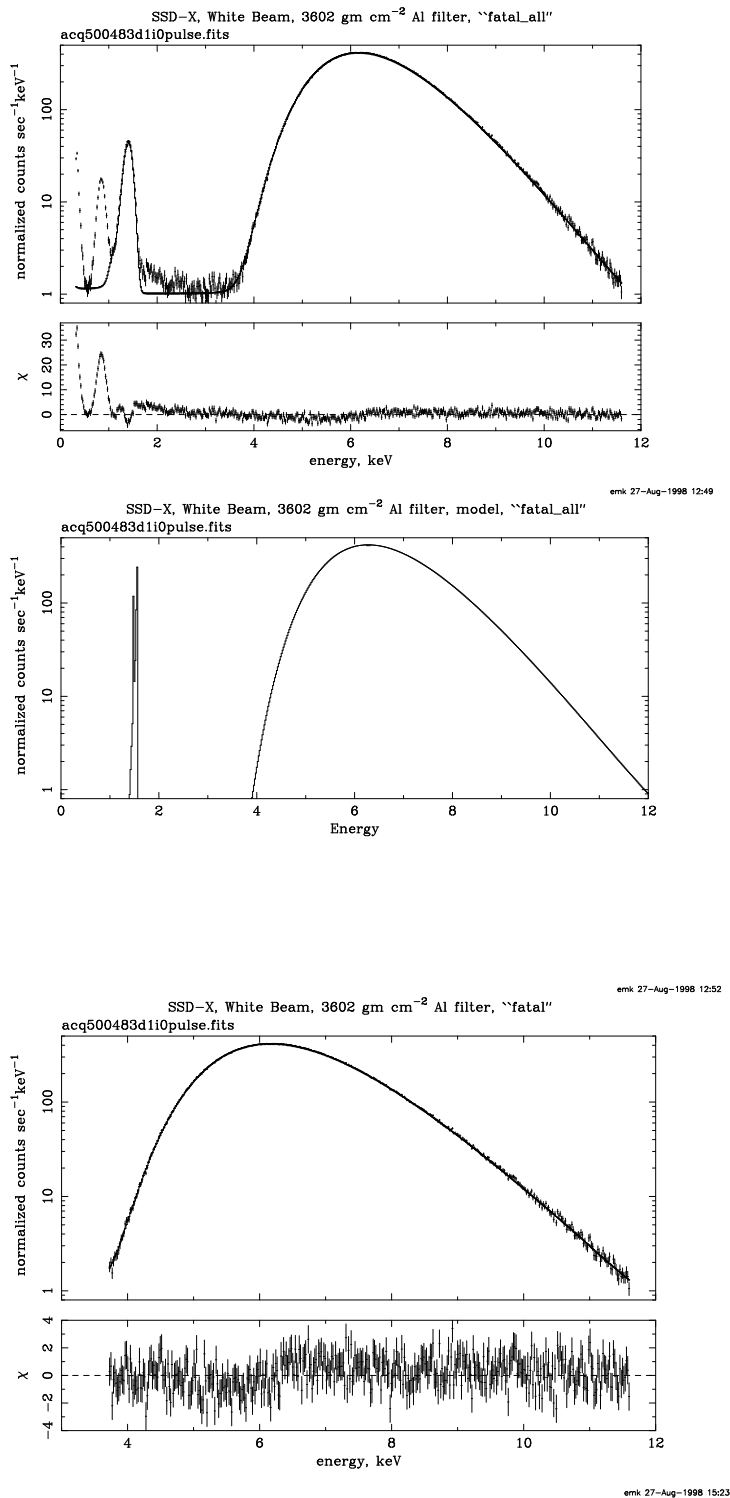 SSD-X, White Beam, 3602 gm cm⁻² Al filter, ``fatal_all''
acq500483d1i0pulse.fits
normalized counts sec⁻¹keV⁻¹
100
10
1
χ
30
20
10
0
0 2 4 6 8 10 12
energy, keV
emk 27-Aug-1998 12:49
SSD-X, White Beam, 3602 gm cm⁻² Al filter, model, ``fatal_all''
acq500483d1i0pulse.fits
normalized counts sec⁻¹keV⁻¹
100
10
1
0 2 4 6 8 10 12
Energy
emk 27-Aug-1998 12:52
SSD-X, White Beam, 3602 gm cm⁻² Al filter, ``fatal''
acq500483d1i0pulse.fits
normalized counts sec⁻¹keV⁻¹
100
10
1
χ
4
2
0
-2
-4
4 6 8 10 12
energy, keV
emk 27-Aug-1998 15:23